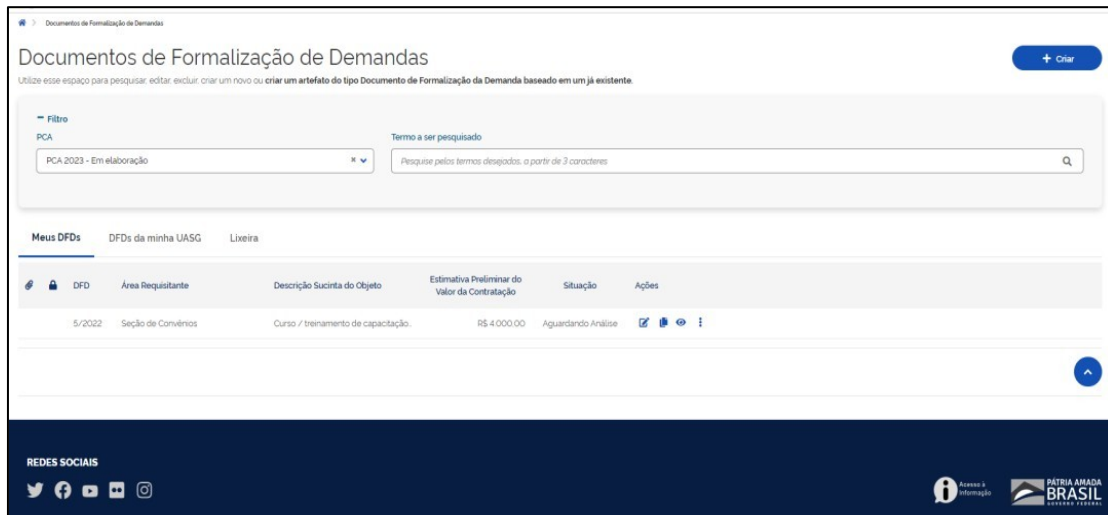 Documentos de Formalização de Demandas
Documentos de Formalização de Demandas
+ Criar
Utilize esse espaço para pesquisar, editar, excluir, criar um novo ou criar um artefato do tipo Documento de Formalização da Demanda baseado em um já existente.
Filtro
PCA
Termo a ser pesquisado
PCA 2023 - Em elaboração
Pesquise pelos termos desejados, a partir de 3 caracteres
Meus DFDs DFDs da minha UASG Lixeira
DFD Área Requisitante Descrição Sucinta do Objeto Estimativa Preliminar do Valor da Contratação Situação Ações
5/2022 Seção de Convênios Curso / treinamento de capacitação.. R$ 4.000,00 Aguardando Análise
REDES SOCIAIS
Acesso à
Informação
PÁTRIA AMADA
BRASIL
GOVERNO FEDERAL